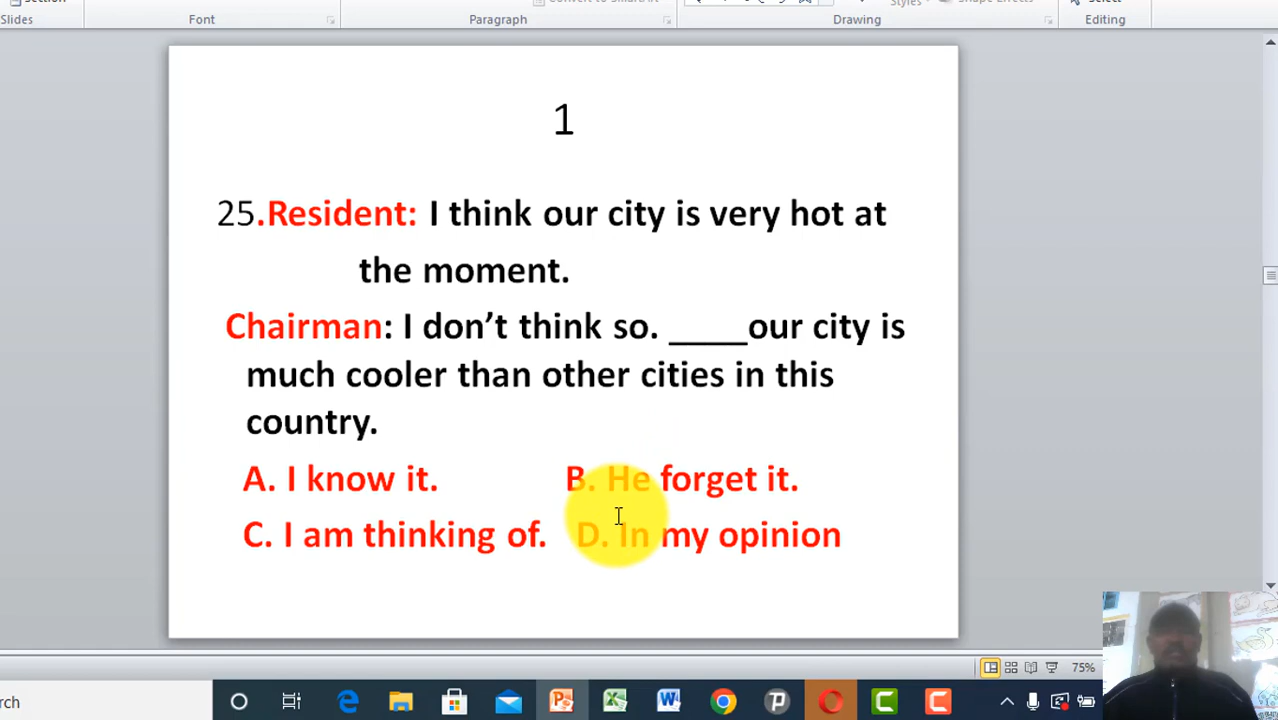 Slides
Font
Paragraph
Drawing
Editing
1
25.Resident: I think our city is very hot at
the moment.
Chairman: I don't think so. ____our city is
much cooler than other cities in this
country.
A. I know it. B. He forget it.
C. I am thinking of. D. In my opinion
75%
rch